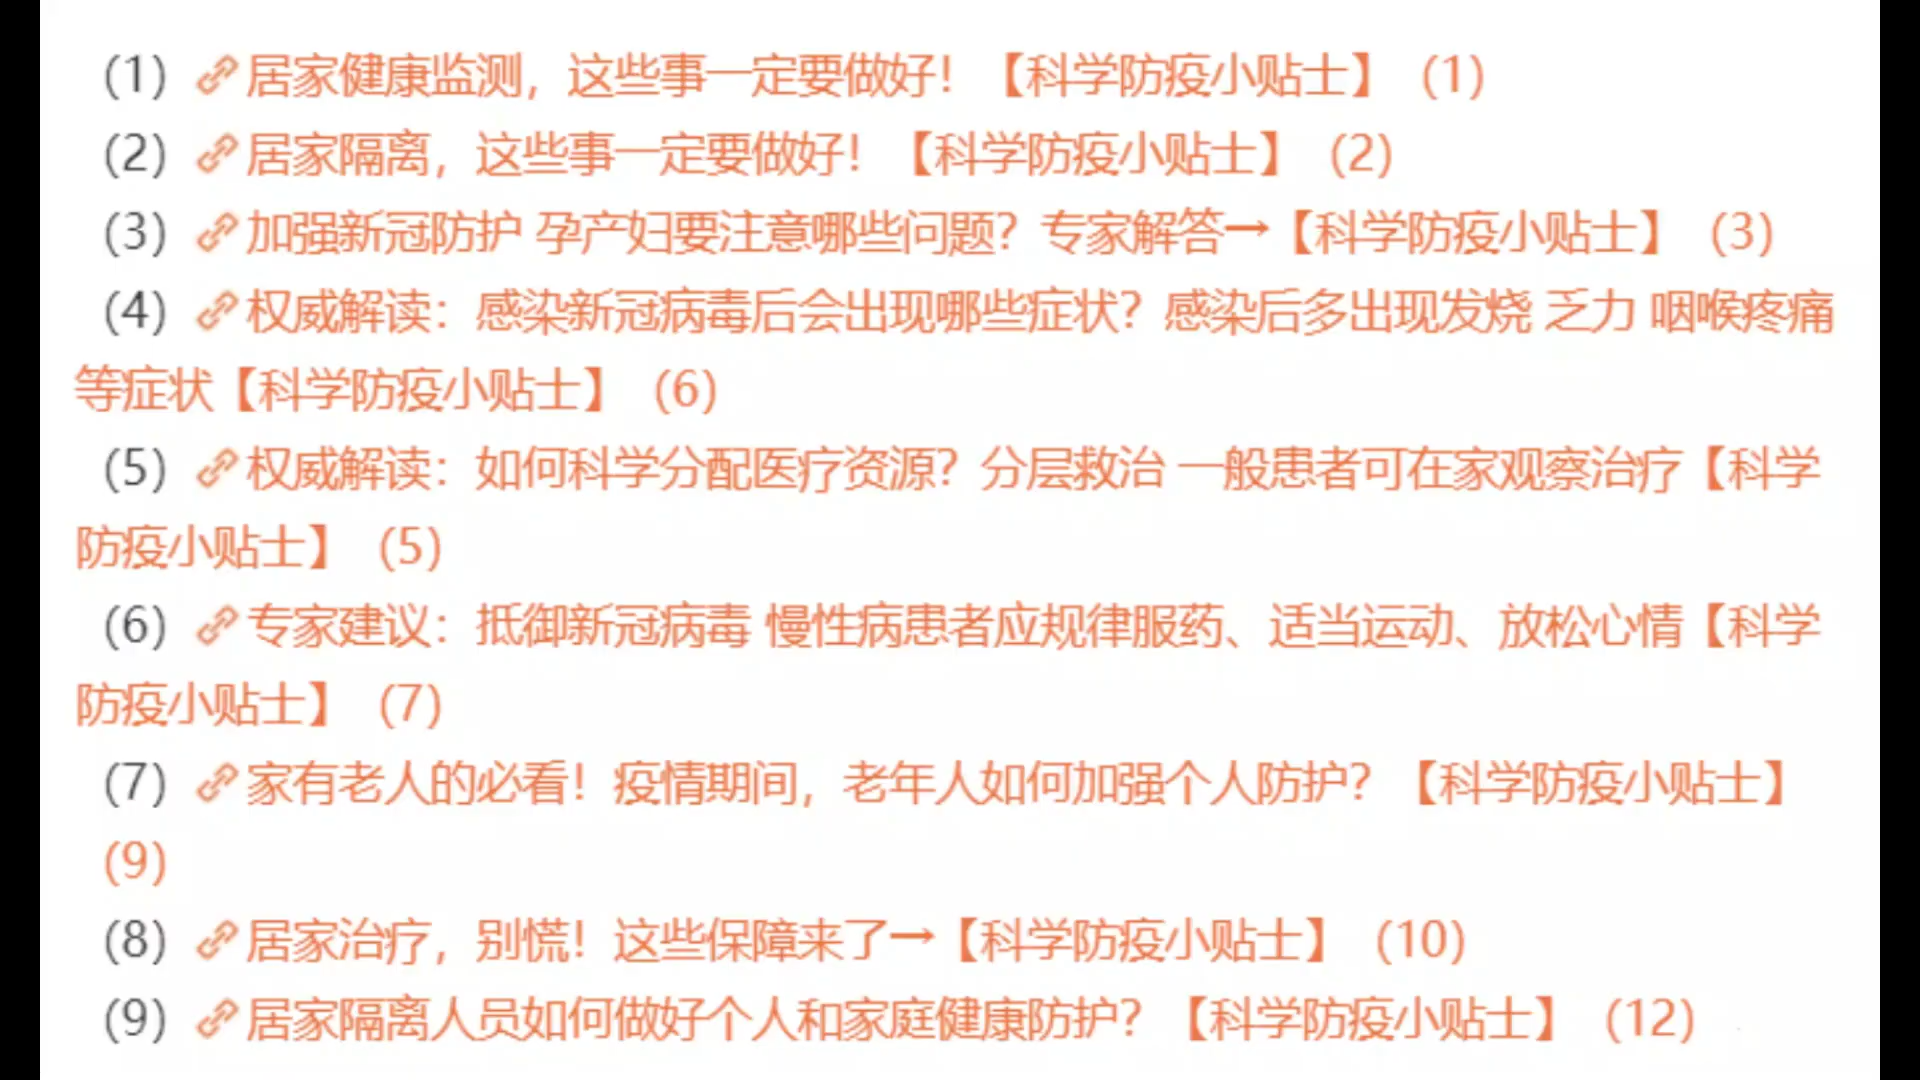 (1) 居家健康监测，这些事一定要做好！【科学防疫小贴士】（1）
(2) 居家隔离，这些事一定要做好！【科学防疫小贴士】（2）
(3) 加强新冠防护 孕产妇要注意哪些问题？专家解答→【科学防疫小贴士】（3）
(4) 权威解读：感染新冠病毒后会出现哪些症状？感染后多出现发烧 乏力 咽喉疼痛
等症状【科学防疫小贴士】（6）
(5) 权威解读：如何科学分配医疗资源？分层救治 一般患者可在家观察治疗【科学
防疫小贴士】（5）
(6) 专家建议：抵御新冠病毒 慢性病患者应规律服药、适当运动、放松心情【科学
防疫小贴士】（7）
(7) 家有老人的必看！疫情期间，老年人如何加强个人防护？【科学防疫小贴士】
（9）
(8) 居家治疗，别慌！这些保障来了→【科学防疫小贴士】（10）
(9) 居家隔离人员如何做好个人和家庭健康防护？【科学防疫小贴士】（12）